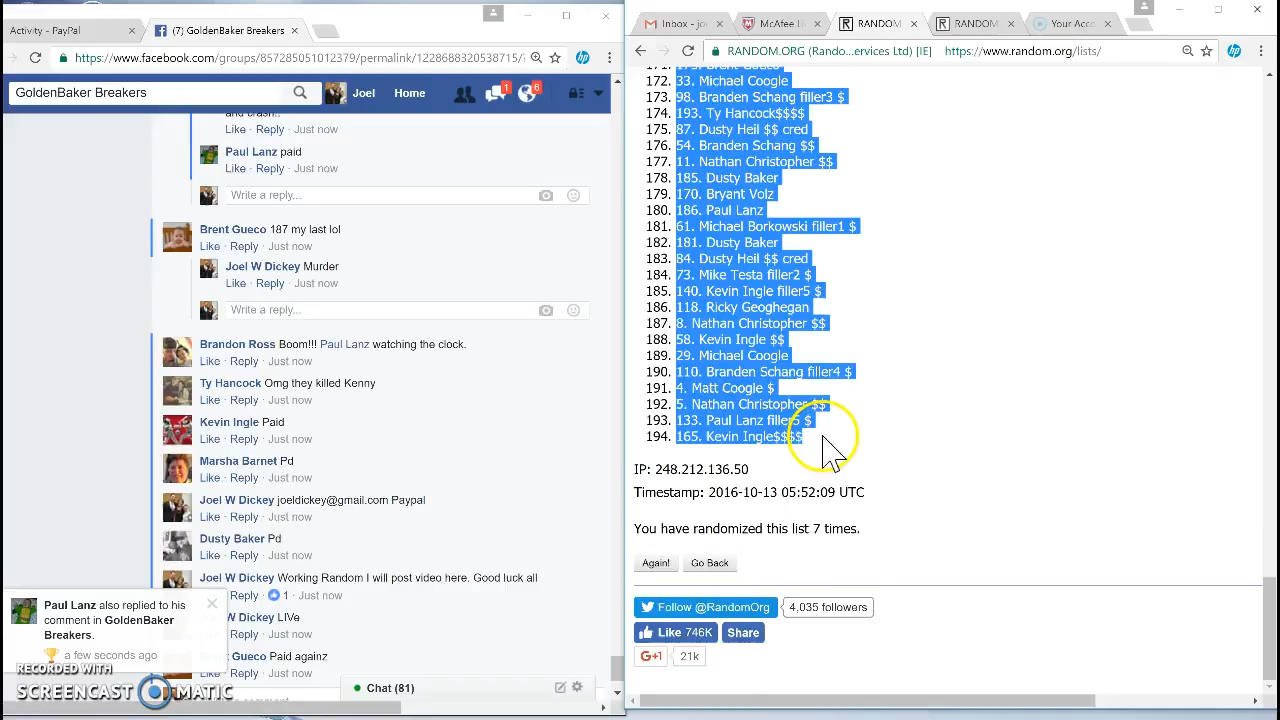 Activity - PayPal
(7) GoldenBaker Breakers
https://www.facebook.com/groups/857285051012379/permalink/1228688320538715/?
GoldenBaker Breakers
Joel
Home
1
6
and crash..
Like · Reply · Just now
Paul Lanz paid
Like · Reply · Just now
Write a reply...
Brent Gueco 187 my last lol
Like · Reply · Just now
Joel W Dickey Murder
Like · Reply · Just now
Write a reply...
Brandon Ross Boom!!! Paul Lanz watching the clock.
Like · Reply · Just now
Ty Hancock Omg they killed Kenny
Like · Reply · Just now
Kevin Ingle Paid
Like · Reply · Just now
Marsha Barnet Pd
Like · Reply · Just now
Joel W Dickey joeldickey@gmail.com Paypal
Like · Reply · Just now
Dusty Baker Pd
Like · Reply · Just now
Joel W Dickey Working Random I will post video here. Good luck all
Reply · 1 · Just now
Dickey LIVe
Reply · Just now
Gueco Paid againz
Reply · Just now
Paul Lanz also replied to his
comment in GoldenBaker
Breakers.
a few seconds ago
RECORDED WITH
SCREENCAST MATIC
Chat (81)
Inbox - jo
McAfee Li
RANDOM
RANDOM
Your Acco
RANDOM.ORG (Rando...ervices Ltd) [IE]
https://www.random.org/lists/
172. 33. Michael Coogle
173. 98. Branden Schang filler3 $
174. 193. Ty Hancock$$$$
175. 87. Dusty Heil $$ cred
176. 54. Branden Schang $$
177. 11. Nathan Christopher $$
178. 185. Dusty Baker
179. 170. Bryant Volz
180. 186. Paul Lanz
181. 61. Michael Borkowski filler1 $
182. 181. Dusty Baker
183. 84. Dusty Heil $$ cred
184. 73. Mike Testa filler2 $
185. 140. Kevin Ingle filler5 $
186. 118. Ricky Geoghegan
187. 8. Nathan Christopher $$
188. 58. Kevin Ingle $$
189. 29. Michael Coogle
190. 110. Branden Schang filler4 $
191. 4. Matt Coogle $
192. 5. Nathan Christopher $$
193. 133. Paul Lanz filler5 $
194. 165. Kevin Ingle$$$$
IP: 248.212.136.50
Timestamp: 2016-10-13 05:52:09 UTC
You have randomized this list 7 times.
Again!
Go Back
Follow @RandomOrg
4,035 followers
Like 746K
Share
G+1
21k